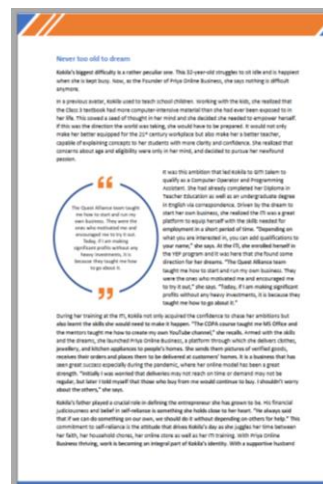 Never too old to dream
Kokila's biggest difficulty is a rather peculiar one. This 32-year-old struggles to sit idle and is happiest
when she is kept busy. Now, as the Founder of Priya Online Business, she says nothing is difficult
anymore.
In a previous avatar, Kokila used to teach school children. Working with the kids, she realized that
the Class 3 textbook had more computer-intensive material than she had ever been exposed to in
her life. This sowed a seed of thought in her mind and she decided she needed to empower herself.
If this was the direction the world was taking, she would have to be prepared. It would not only
make her better equipped for the 21st century workplace but also make her a better teacher,
capable of explaining concepts to her students with more clarity and confidence. She realized that
concerns about age and eligibility were only in her mind, and decided to pursue her newfound
passion.
It was this ambition that led Kokila to GITI Salem to
qualify as a Computer Operator and Programming
Assistant. She had already completed her Diploma in
Teacher Education as well as an undergraduate degree
in English via correspondence. Driven by the dream to
start her own business, she realized the ITI was a great
platform to equip herself with the skills needed for
employment in a short period of time. "Depending on
what you are interested in, you can add qualifications to
your name," she says. At the ITI, she enrolled herself in
the YEP program and it was here that she found some
direction for her dreams. "The Quest Alliance team
taught me how to start and run my own business. They
were the ones who motivated me and encouraged me
to try it out," she says. "Today, if I am making significant
profits without any heavy investments, it is because they
taught me how to go about it."
“
The Quest Alliance team taught
me how to start and run my
own business. They were the
ones who motivated me and
encouraged me to try it out.
Today, if I am making
significant profits without any
heavy investments, it is
because they taught me how
to go about it.
”
During her training at the ITI, Kokila not only acquired the confidence to chase her ambitions but
also learnt the skills she would need to make it happen. "The COPA course taught me MS Office and
the mentors taught me how to create my own YouTube channel," she recalls. Armed with the skills
and the dreams, she launched Priya Online Business, a platform through which she delivers clothes,
jewellery, and kitchen appliances to people's homes. She sends them pictures of verified goods,
receives their orders and places them to be delivered at customers' homes. It is a business that has
seen great success especially during the pandemic, where her online model has been a great
strength. "Initially I was worried that deliveries may not reach on time or demand may not be
regular, but later I told myself that those who buy from me would continue to buy. I shouldn't worry
about the others," she says.
Kokila's father played a crucial role in defining the entrepreneur she has grown to be. His financial
judiciousness and belief in self-reliance is something she holds close to her heart. "He always said
that if we can do something on our own, we should do it without depending on others for help." This
commitment to self-reliance is the attitude that drives Kokila's day as she juggles her time between
her faith, her household chores, her online store as well as her ITI training. With Priya Online
Business thriving, work is becoming an integral part of Kokila's identity. With a supportive husband